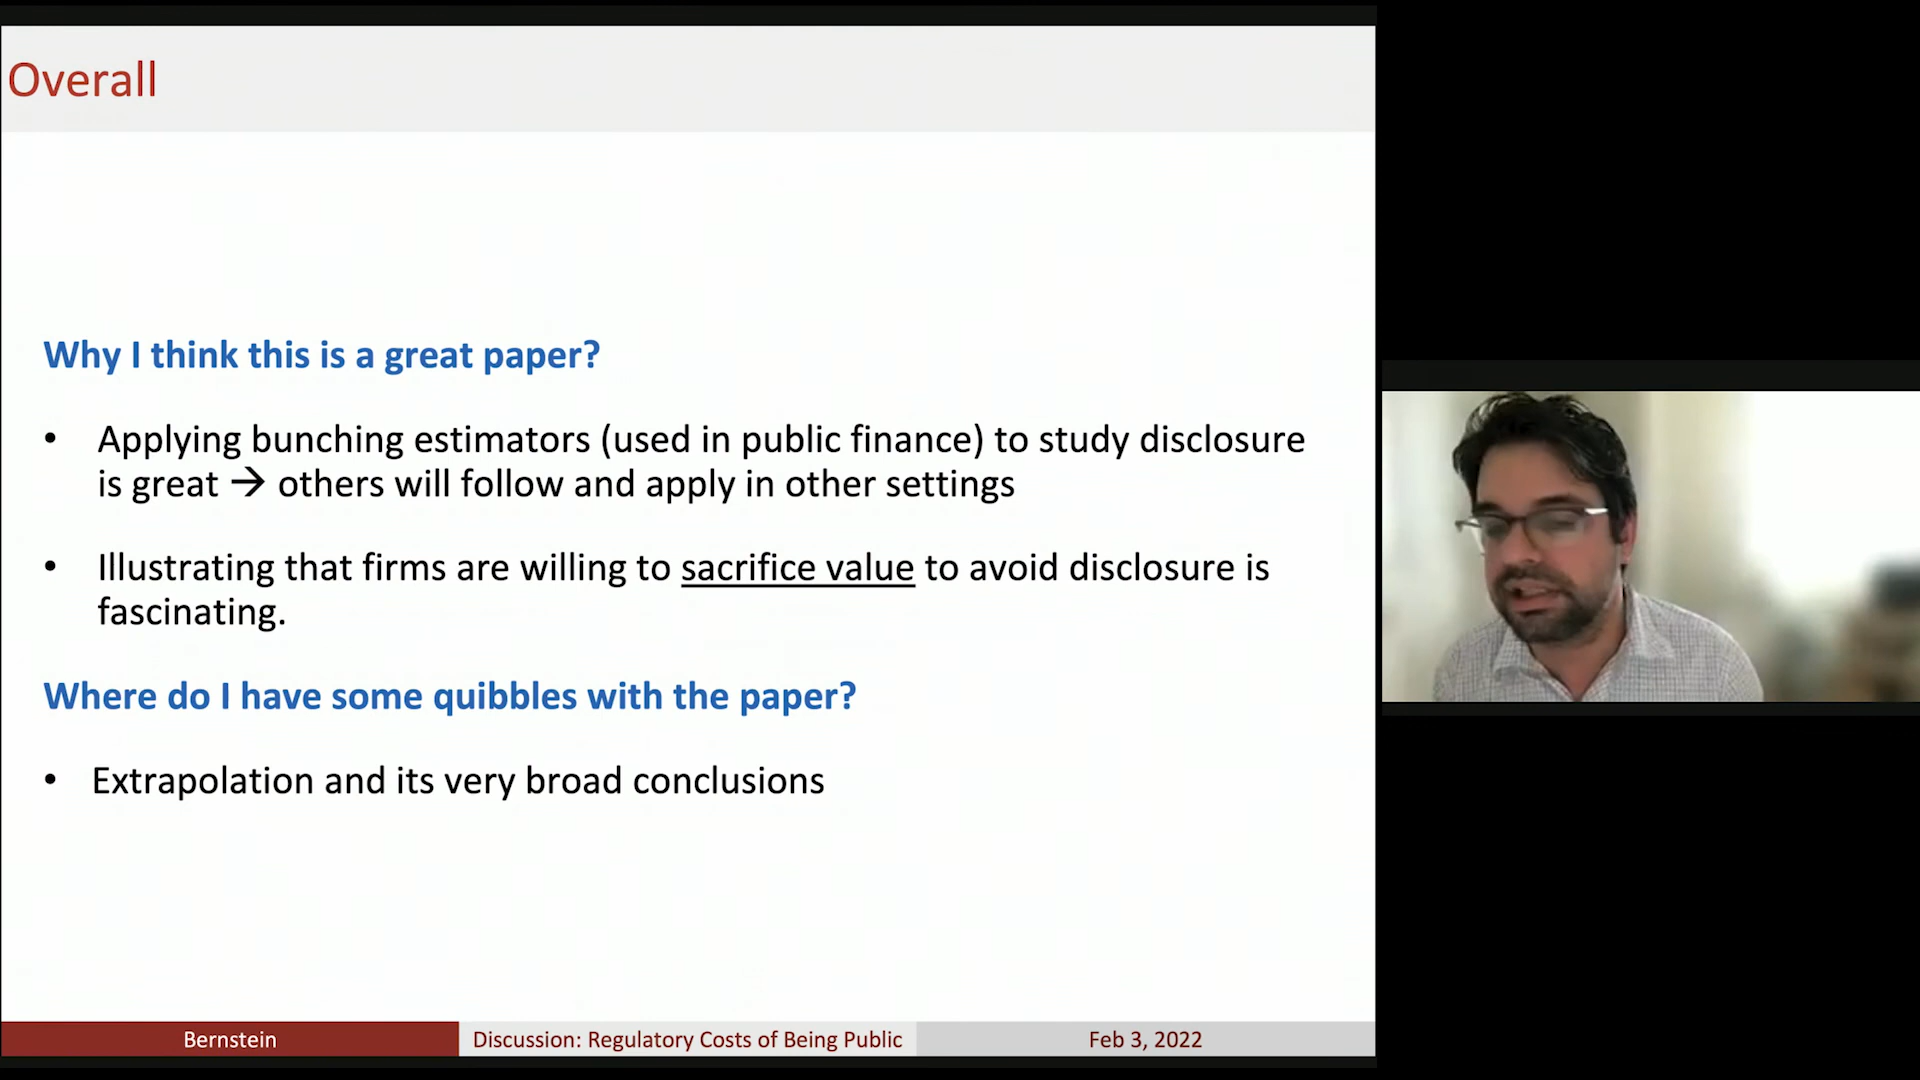 Overall
Why I think this is a great paper?
• Applying bunching estimators (used in public finance) to study disclosure
is great → others will follow and apply in other settings
• Illustrating that firms are willing to sacrifice value to avoid disclosure is
fascinating.
Where do I have some quibbles with the paper?
• Extrapolation and its very broad conclusions
Bernstein
Discussion: Regulatory Costs of Being Public
Feb 3, 2022